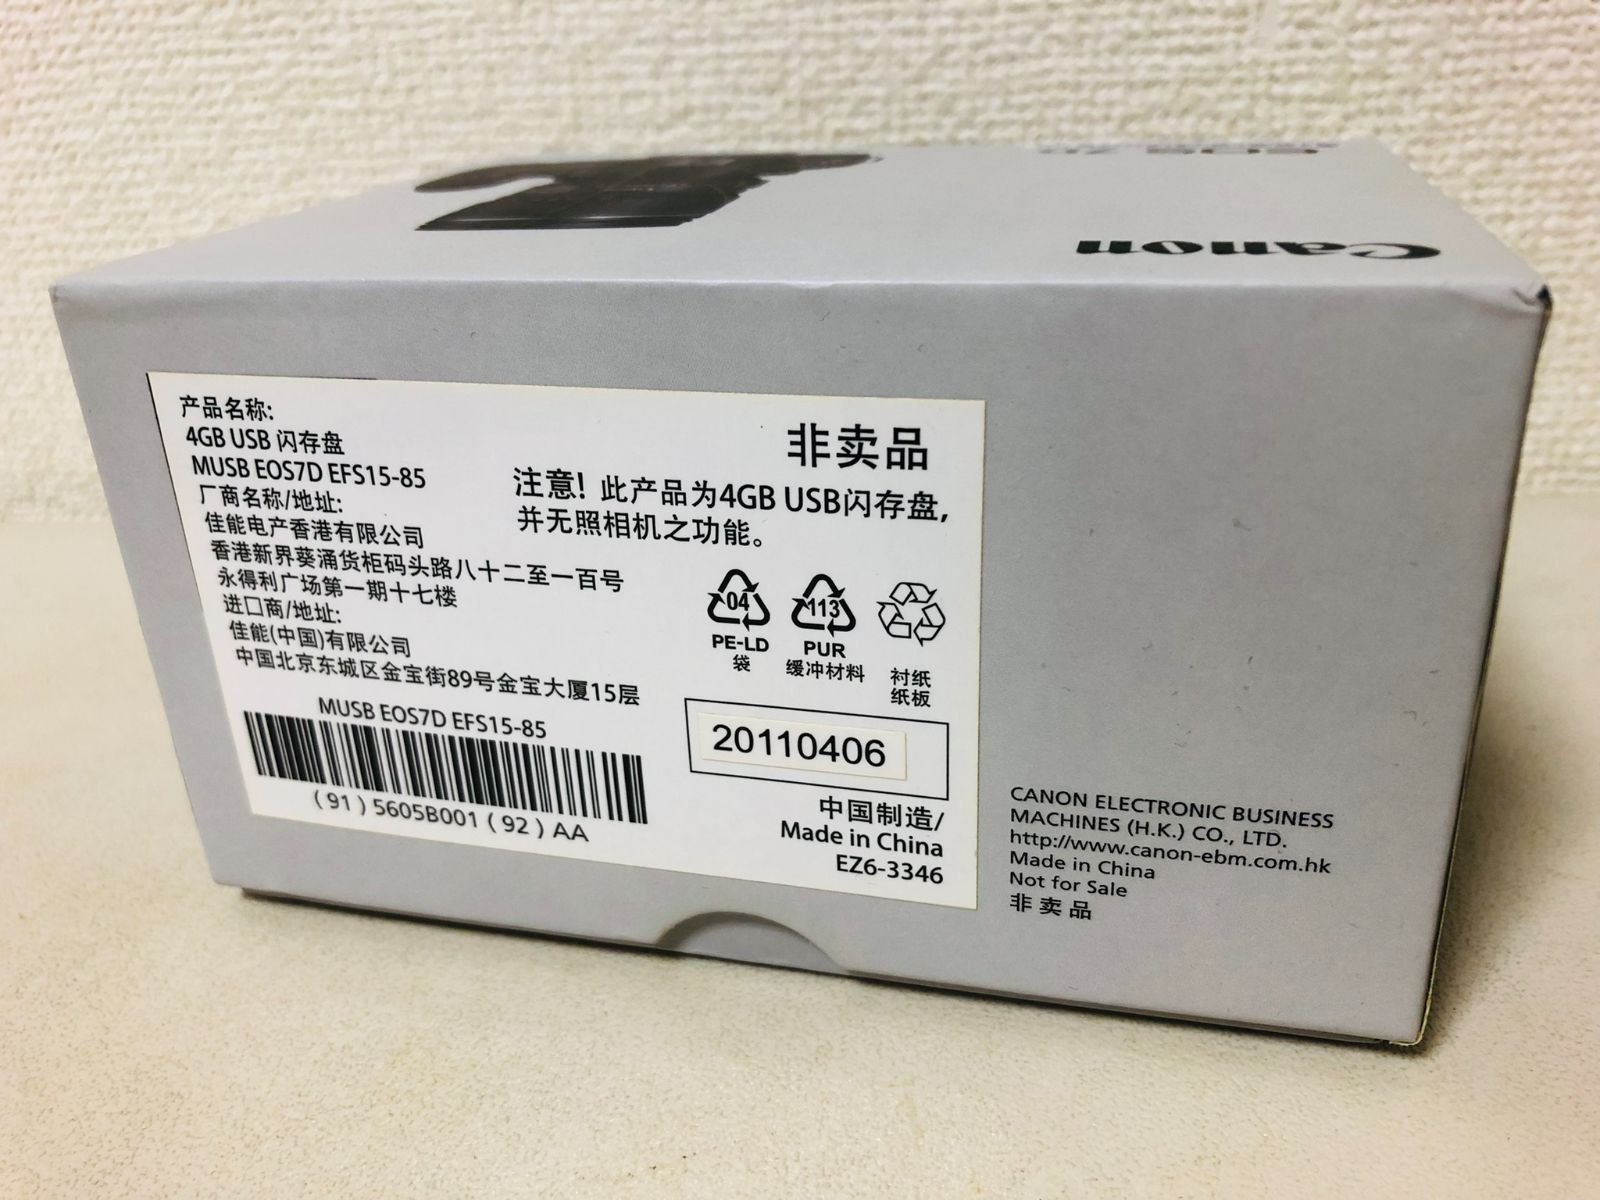 Canon
产品名称:
4GB USB 闪存盘
MUSB EOS7D EFS15-85
厂商名称/地址:
佳能电产香港有限公司
香港新界葵涌货柜码头路八十二至一百号
永得利广场第一期十七楼
进口商/地址:
佳能(中国)有限公司
中国北京东城区金宝街89号金宝大厦15层
MUSB EOS7D EFS15-85
(91)5605B001(92)AA
非卖品
注意! 此产品为4GB USB闪存盘,
并无照相机之功能。
04
PE-LD
袋
113
PUR
缓冲材料
衬纸
纸板
20110406
中国制造/
Made in China
EZ6-3346
CANON ELECTRONIC BUSINESS
MACHINES (H.K.) CO., LTD.
http://www.canon-ebm.com.hk
Made in China
Not for Sale
非卖品